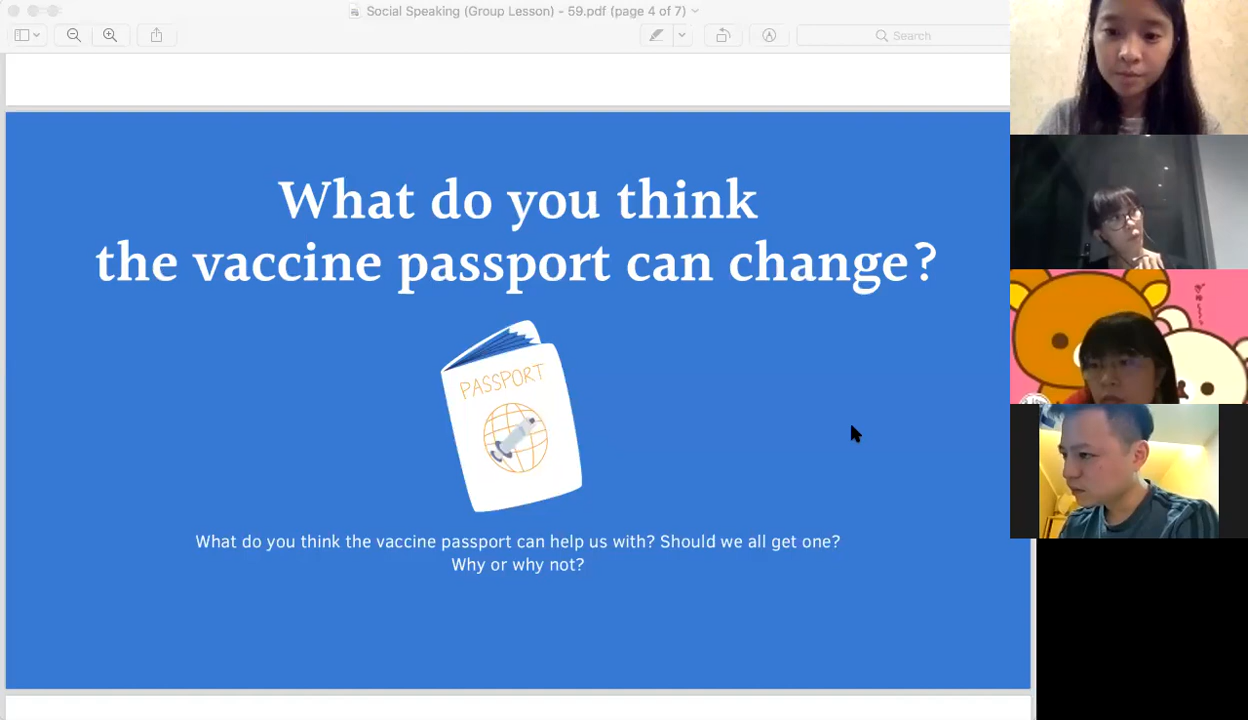 Social Speaking (Group Lesson) – 59.pdf (page 4 of 7)
Search
What do you think
the vaccine passport can change?
PASSPORT
What do you think the vaccine passport can help us with? Should we all get one?
Why or why not?